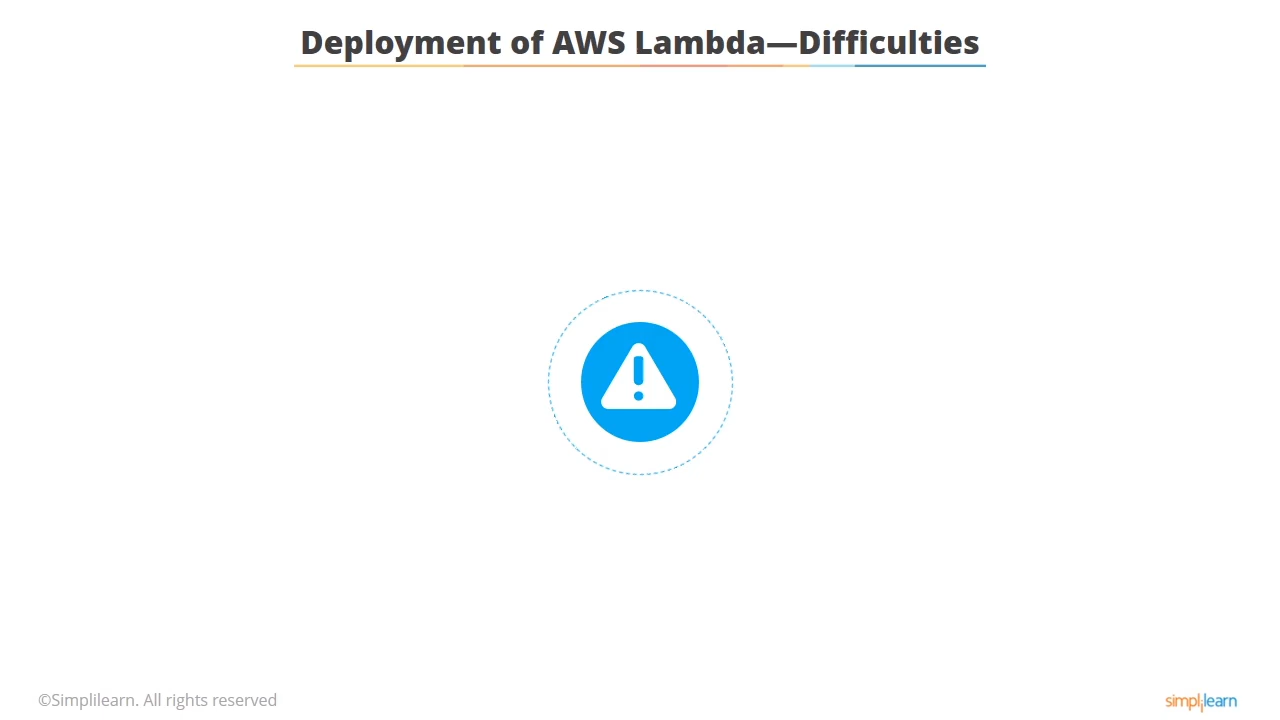 Deployment of AWS Lambda—Difficulties
©Simplilearn. All rights reserved
simplilearn